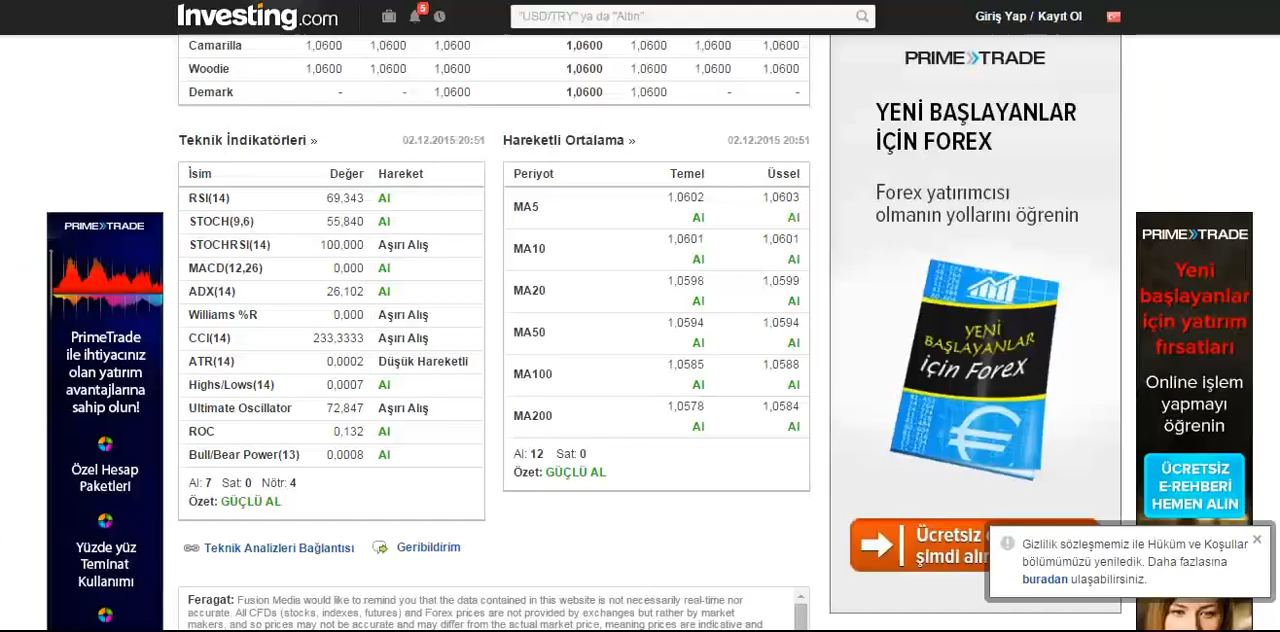 Investing.com
5
"USD/TRY" ya da "Altın"
Giriş Yap / Kayıt Ol
Camarilla 1,0600 1,0600 1,0600 1,0600 1,0600 1,0600 1,0600
Woodie 1,0600 1,0600 1,0600 1,0600 1,0600 1,0600 1,0600
Demark - - 1,0600 1,0600 1,0600 - -
Teknik İndikatörleri » 02.12.2015 20:51
İsim Değer Hareket
RSI(14) 69,343 Al
STOCH(9,6) 55,840 Al
STOCHRSI(14) 100,000 Aşırı Alış
MACD(12,26) 0,000 Al
ADX(14) 26,102 Al
Williams %R 0,000 Aşırı Alış
CCI(14) 233,3333 Aşırı Alış
ATR(14) 0,0002 Düşük Hareketli
Highs/Lows(14) 0,0007 Al
Ultimate Oscillator 72,847 Aşırı Alış
ROC 0,132 Al
Bull/Bear Power(13) 0,0008 Al
Al: 7 Sat: 0 Nötr: 4
Özet: GÜÇLÜ AL
Hareketli Ortalama » 02.12.2015 20:51
Periyot Temel Üssel
MA5 1,0602 1,0603
Al Al
MA10 1,0601 1,0601
Al Al
MA20 1,0598 1,0599
Al Al
MA50 1,0594 1,0594
Al Al
MA100 1,0585 1,0588
Al Al
MA200 1,0578 1,0584
Al Al
Al: 12 Sat: 0
Özet: GÜÇLÜ AL
Teknik Analizleri Bağlantısı
Geribildirim
Feragat: Fusion Media would like to remind you that the data contained in this website is not necessarily real-time nor
accurate. All CFDs (stocks, indexes, futures) and Forex prices are not provided by exchanges but rather by market
makers, and so prices may not be accurate and may differ from the actual market price, meaning prices are indicative and
PRIME TRADE
PrimeTrade
ile ihtiyacınız
olan yatırım
avantajlarına
sahip olun!
Özel Hesap
Paketleri
Yüzde yüz
Teminat
Kullanımı
PRIME TRADE
YENİ BAŞLAYANLAR
İÇİN FOREX
Forex yatırımcısı
olmanın yollarını öğrenin
YENİ
BAŞLAYANLAR
için Forex
Ücretsiz
şimdi
PRIME TRADE
Yeni
başlayanlar
için yatırım
fırsatları
Online işlem
yapmayı
öğrenin
ÜCRETSİZ
E-REHBERİ
HEMEN ALIN
Gizlilik sözleşmemiz ile Hüküm ve Koşullar
bölümümüzü yeniledik. Daha fazlasına
buradan ulaşabilirsiniz.